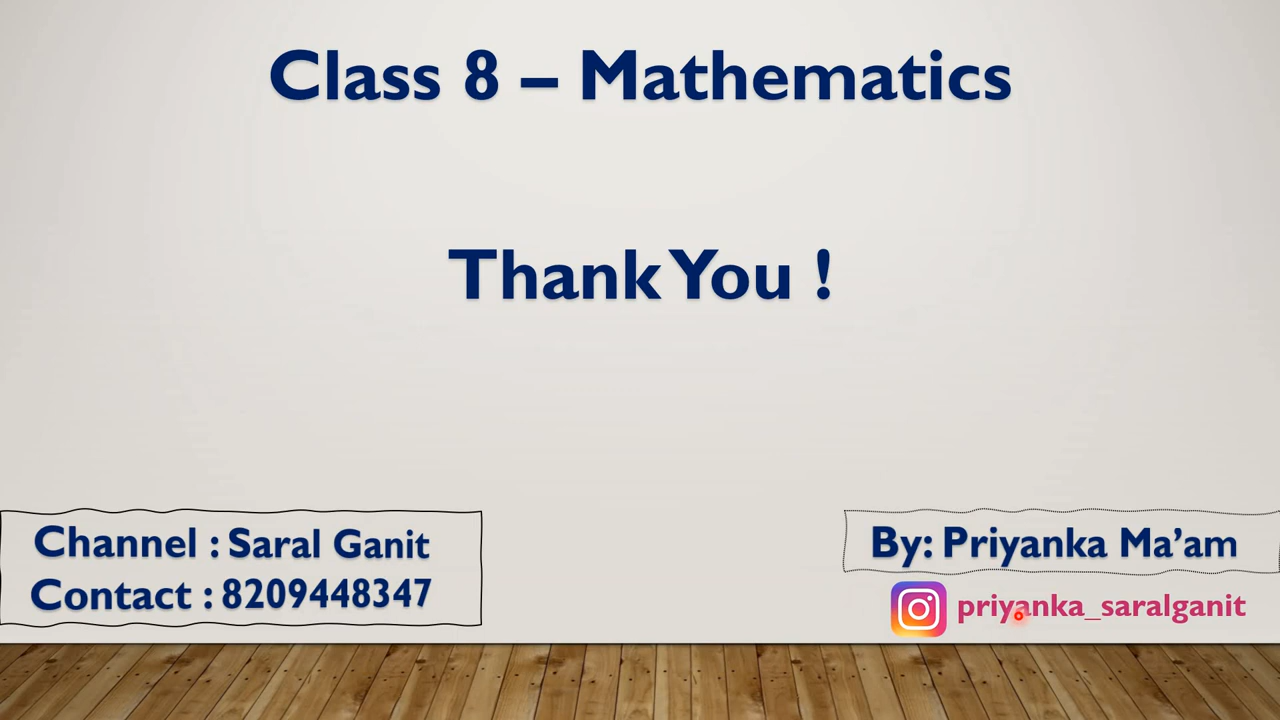 Class 8 – Mathematics
Thank You !
Channel : Saral Ganit
Contact : 8209448347
By: Priyanka Ma’am
priyanka_saralganit